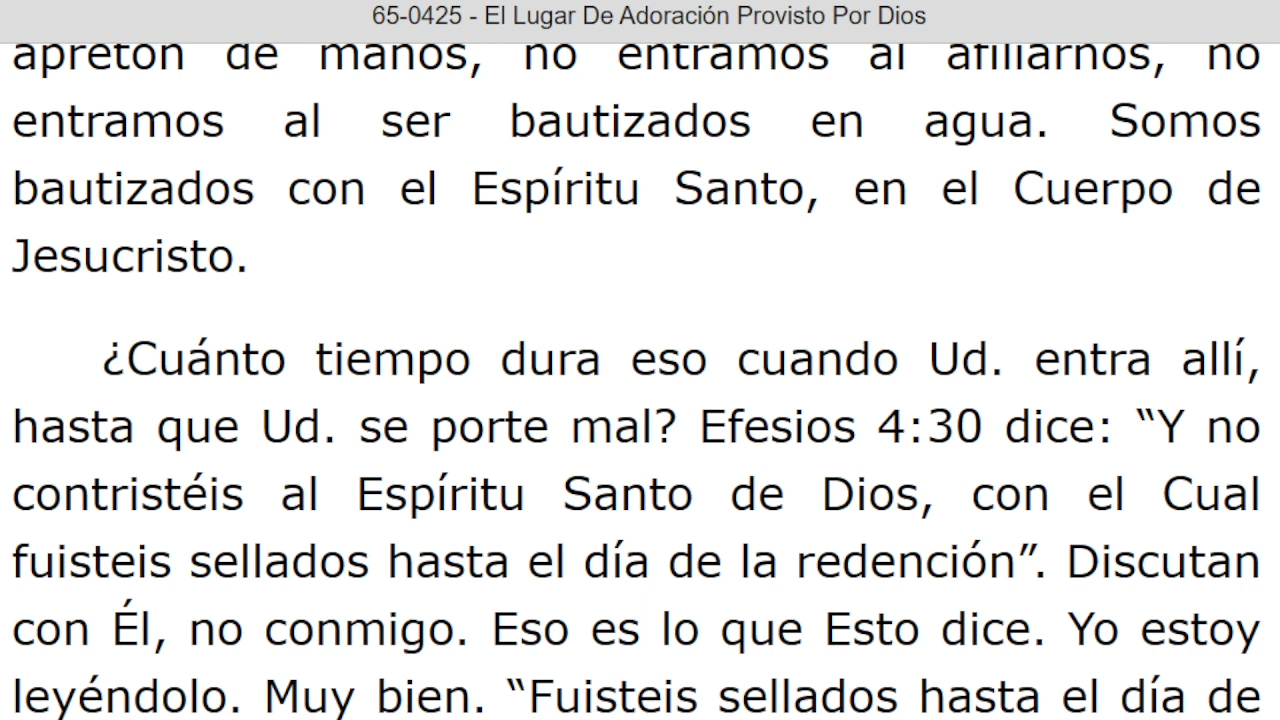 65-0425 - El Lugar De Adoración Provisto Por Dios
apretón de manos, no entramos al afiliarnos, no
entramos al ser bautizados en agua. Somos
bautizados con el Espíritu Santo, en el Cuerpo de
Jesucristo.
¿Cuánto tiempo dura eso cuando Ud. entra allí,
hasta que Ud. se porte mal? Efesios 4:30 dice: “Y no
contristéis al Espíritu Santo de Dios, con el Cual
fuisteis sellados hasta el día de la redención”. Discutan
con Él, no conmigo. Eso es lo que Esto dice. Yo estoy
leyéndolo. Muy bien. “Fuisteis sellados hasta el día de